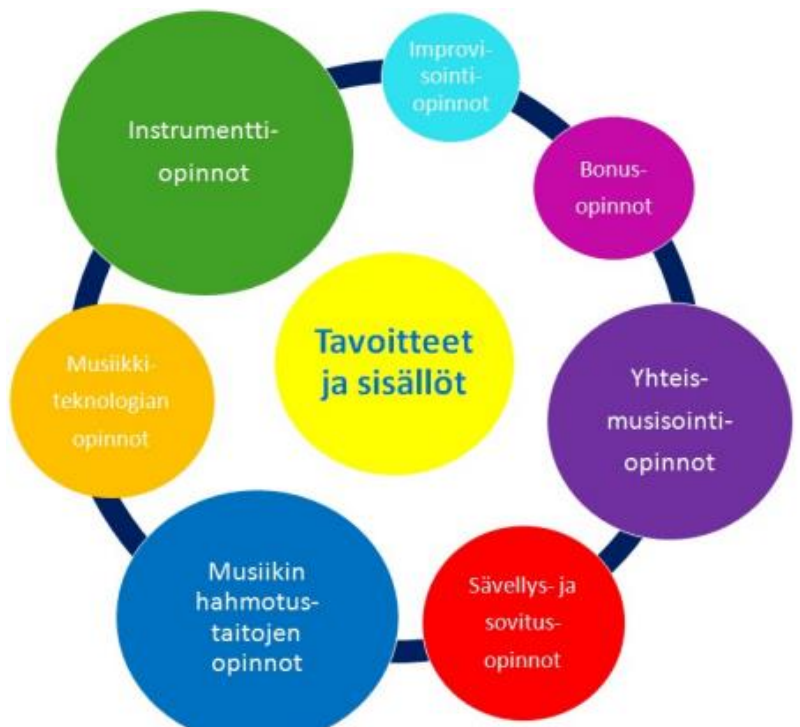 Improvi-
sointi-
opinnot
Instrumentti-
opinnot
Bonus-
opinnot
Tavoitteet
ja sisällöt
Musiikki-
teknologian
opinnot
Yhteis-
musisointi-
opinnot
Musiikin
hahmotus-
taitojen
opinnot
Sävellys- ja
sovitus-
opinnot